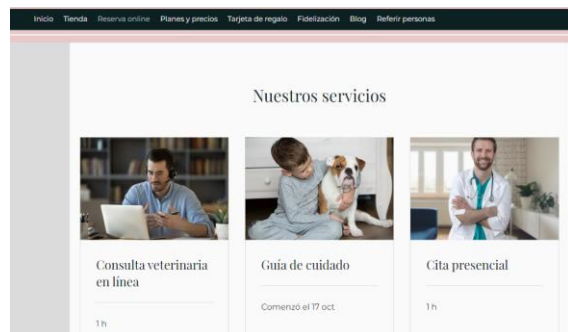 Inicio Tienda Reserva online Planes y precios Tarjeta de regalo Fidelización Blog Referir personas
Nuestros servicios
Consulta veterinaria
en línea
1 h
Guía de cuidado
Comenzó el 17 oct
Cita presencial
1 h